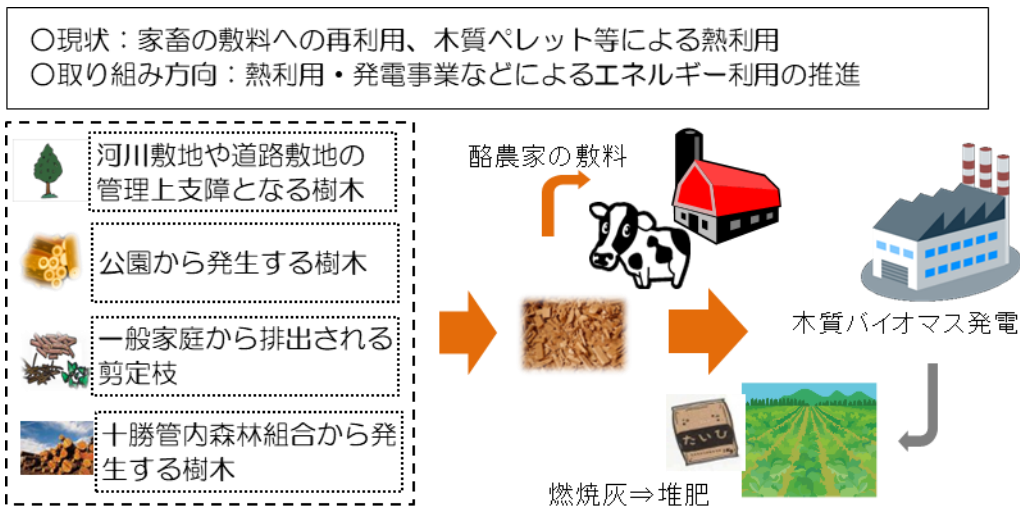 〇現状：家畜の敷料への再利用、木質ペレット等による熱利用
〇取り組み方向：熱利用・発電事業などによるエネルギー利用の推進
河川敷地や道路敷地の
管理上支障となる樹木
公園から発生する樹木
一般家庭から排出される
剪定枝
十勝管内森林組合から発
生する樹木
酪農家の敷料
木質バイオマス発電
たいひ
燃焼灰⇒堆肥